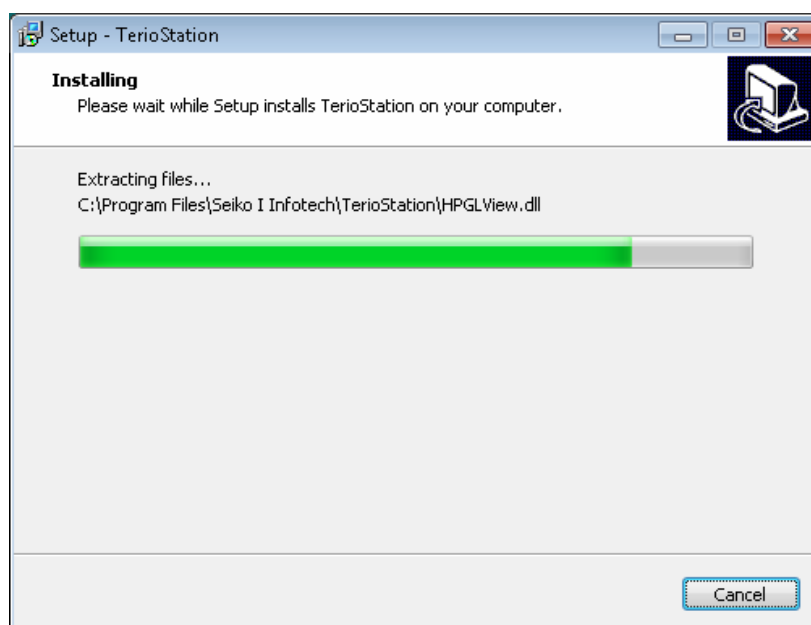 Setup - TerioStation
Installing
Please wait while Setup installs TerioStation on your computer.
Extracting files...
C:\Program Files\Seiko I Infotech\TerioStation\HPGLView.dll
Cancel